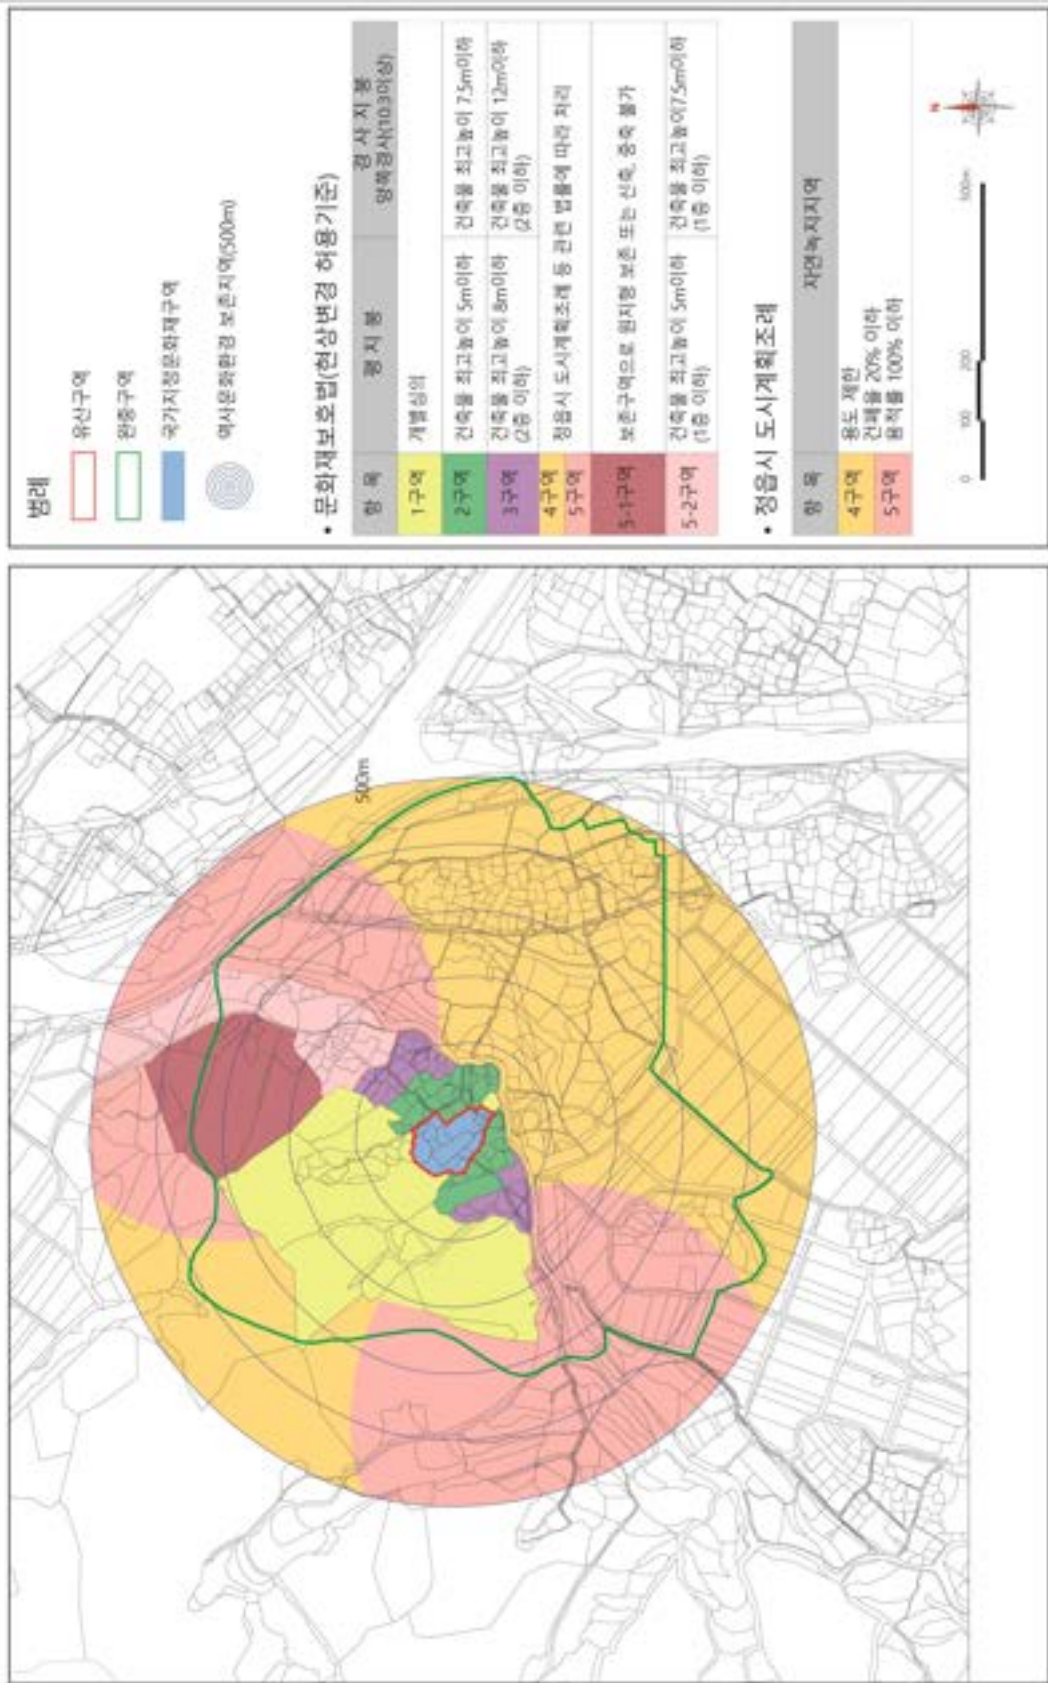 범례
유산구역
완충구역
국가지정문화재구역
역사문화환경 보존지역(500m)
• 문화재보호법(현상변경 허용기준)
항 목
평 지 붕
경 사 지 붕
양쪽경사(10:3이상)
1구역
개별심의
2구역
건축물 최고높이 5m이하
건축물 최고높이 7.5m이하
3구역
건축물 최고높이 8m이하
(2층 이하)
건축물 최고높이 12m이하
(2층 이하)
4구역
5구역
정읍시 도시계획조례 등 관련 법률에 따라 처리
5-1구역
보존구역으로 원지형 보존 또는 신축, 증축 불가
5-2구역
건축물 최고높이 5m이하
(1층 이하)
건축물 최고높이7.5m이하
(1층 이하)
• 정읍시 도시계획조례
항 목
자연녹지지역
4구역
5구역
용도 제한
건폐율 20% 이하
용적률 100% 이하
0
100
200
500m
N
500m